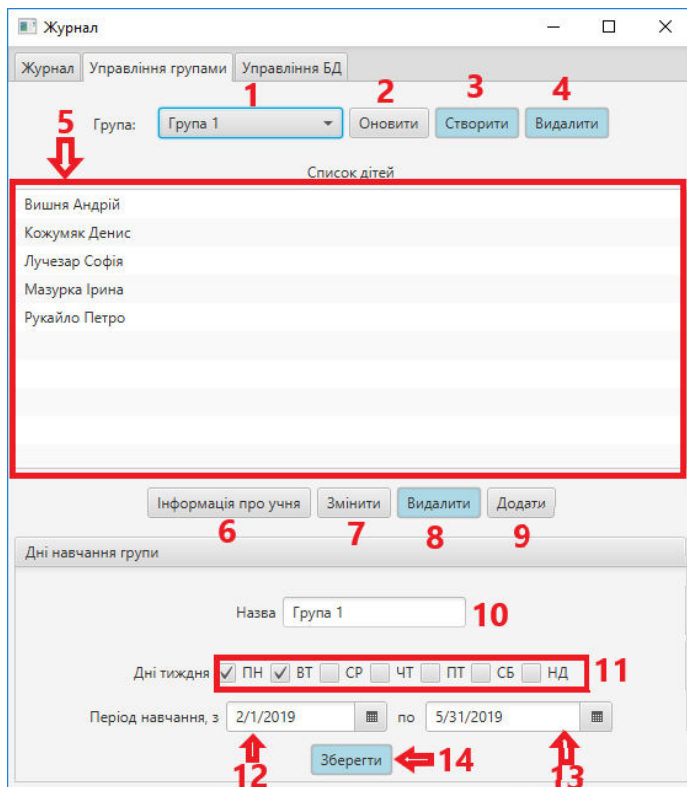 Журнал
Журнал Управління групами Управління БД
1 2 3 4
5 Група: Група 1 Оновити Створити Видалити
Список дітей
Вишня Андрій
Кожумяк Денис
Лучезар Софія
Мазурка Ірина
Рукайло Петро
Інформація про учня Змінити Видалити Додати
6 7 8 9
Дні навчання групи
Назва Група 1 10
Дні тиждня ПН ВТ СР ЧТ ПТ СБ НД 11
Період навчання, з 2/1/2019 по 5/31/2019
12 Зберегти 14 13